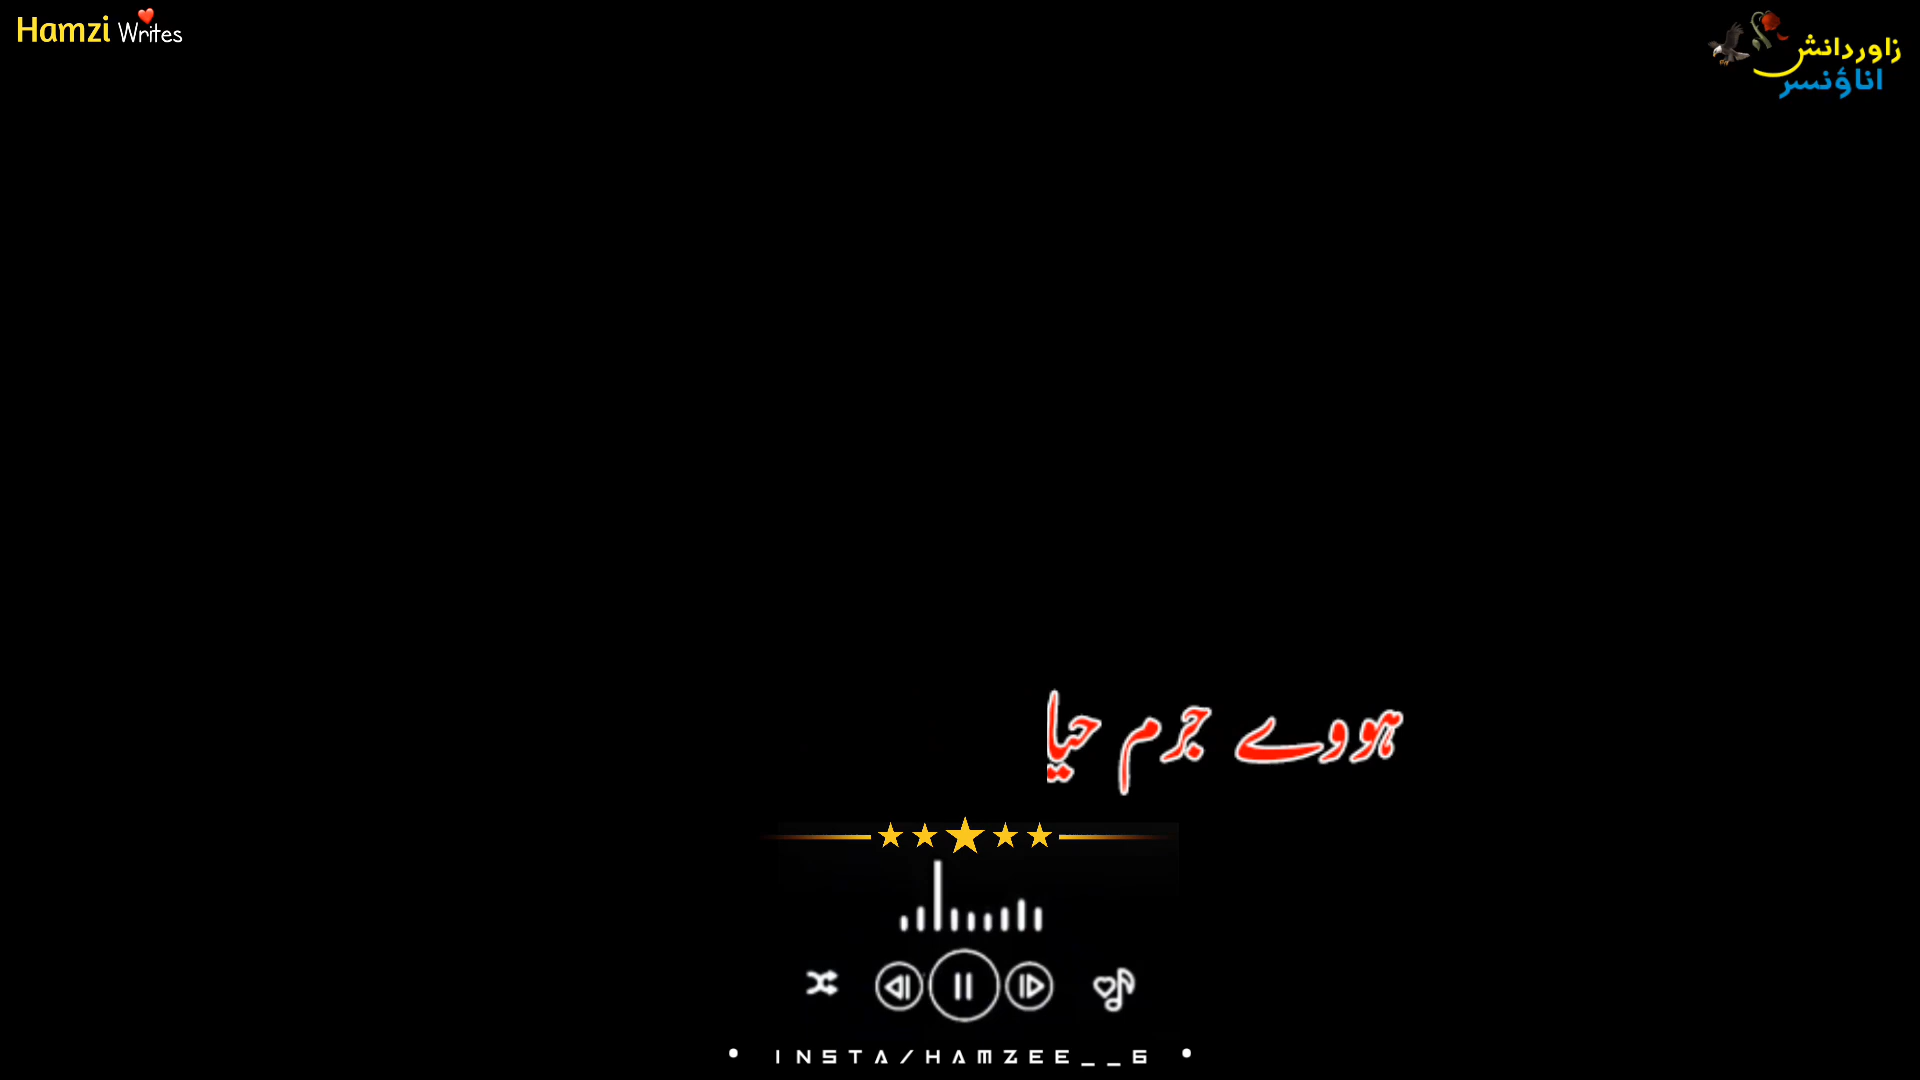 Hamzi Writes
زاوردانش
اناؤنسر
ہووے جرم حیا
INSTA/HAMZEE__6